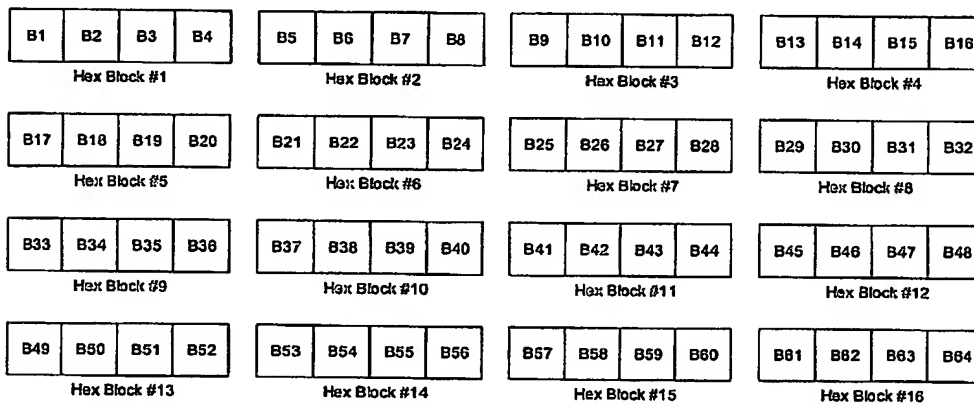 B1 B2 B3 B4 B5 B6 B7 B8 B9 B10 B11 B12 B13 B14 B15 B16
Hex Block #1 Hex Block #2 Hex Block #3 Hex Block #4
B17 B18 B19 B20 B21 B22 B23 B24 B25 B26 B27 B28 B29 B30 B31 B32
Hex Block #5 Hex Block #6 Hex Block #7 Hex Block #8
B33 B34 B35 B36 B37 B38 B39 B40 B41 B42 B43 B44 B45 B46 B47 B48
Hex Block #9 Hex Block #10 Hex Block #11 Hex Block #12
B49 B50 B51 B52 B53 B54 B55 B56 B57 B58 B59 B60 B61 B62 B63 B64
Hex Block #13 Hex Block #14 Hex Block #15 Hex Block #16